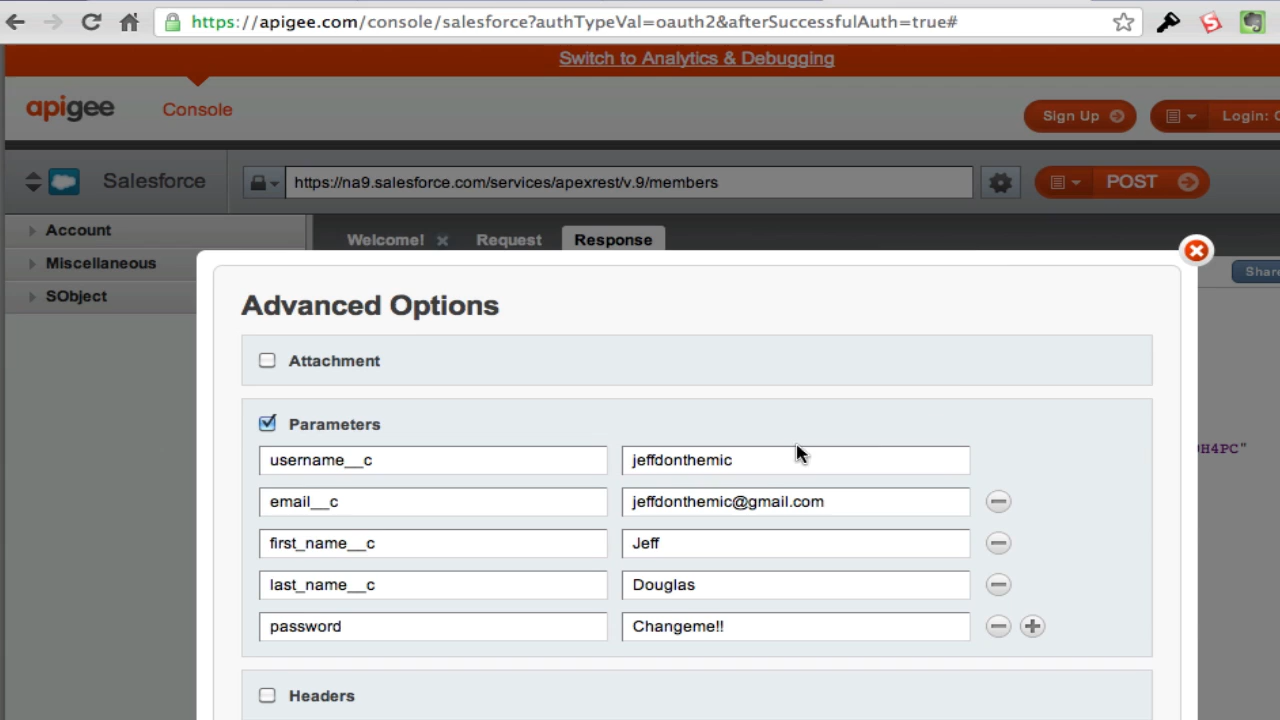 https://apigee.com/console/salesforce?authTypeVal=oauth2&afterSuccessfulAuth=true#
Switch to Analytics & Debugging
apigee Console Sign Up Login:
Salesforce https://na9.salesforce.com/services/apexrest/v.9/members POST
Account
Welcome! Request Response
Miscellaneous
Share
SObject
Advanced Options
Attachment
Parameters
H4PC"
username__c jeffdonthemic
email__c jeffdonthemic@gmail.com
first_name__c Jeff
last_name__c Douglas
password Changeme!!
Headers